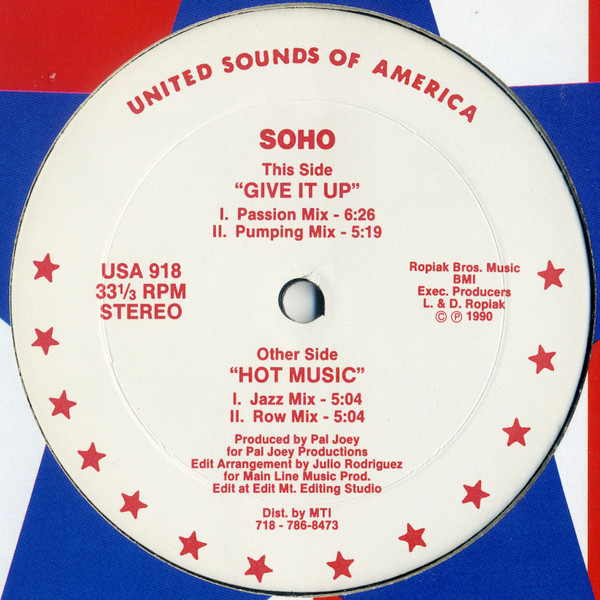 UNITED SOUNDS OF AMERICA
SOHO
This Side
“GIVE IT UP”
I. Passion Mix - 6:26
II. Pumping Mix - 5:19
USA 918
33⅓ RPM
STEREO
Ropiak Bros. Music
BMI
Exec. Producers
L. & D. Ropiak
© ℗ 1990
Other Side
“HOT MUSIC”
I. Jazz Mix - 5:04
II. Row Mix - 5:04
Produced by Pal Joey
for Pal Joey Productions
Edit Arrangement by Julio Rodriguez
for Main Line Music Prod.
Edit at Edit Mt. Editing Studio
Dist. by MTI
718 - 786-8473